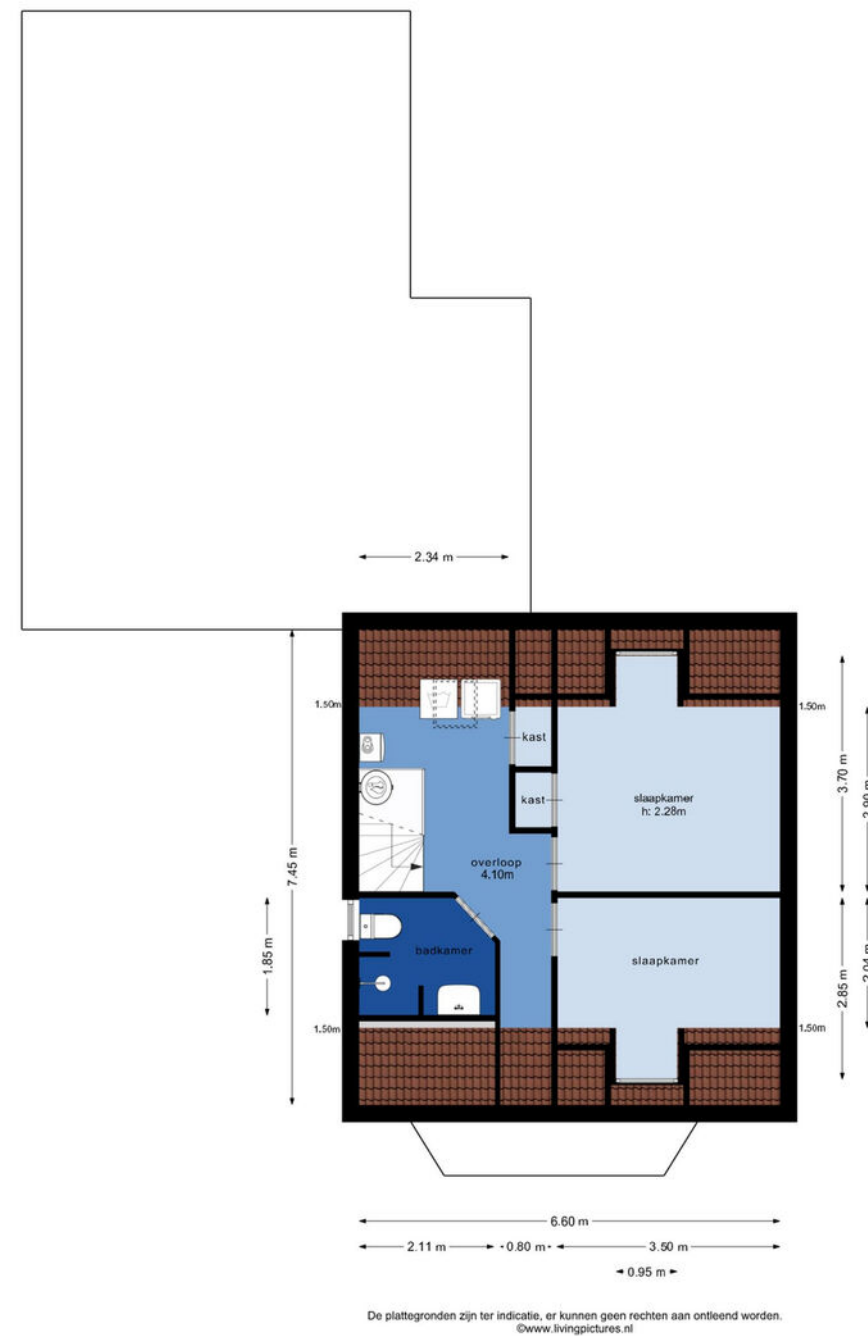 2.34 m
1.50m
1.50m
kast
kast
slaapkamer
h: 2.28m
3.70 m
overloop
4.10m
7.45 m
1.85 m
badkamer
slaapkamer
2.85 m
1.50m
1.50m
6.60 m
2.11 m
0.80 m
3.50 m
0.95 m
De plattegronden zijn ter indicatie, er kunnen geen rechten aan ontleend worden.
©www.livingpictures.nl